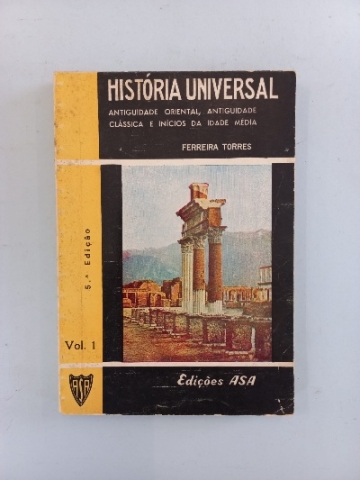 HISTÓRIA UNIVERSAL
ANTIGUIDADE ORIENTAL, ANTIGUIDADE
CLÁSSICA E INÍCIOS DA IDADE MÉDIA
FERREIRA TORRES
5.ª Edição
Vol. 1
ASA
Edições ASA